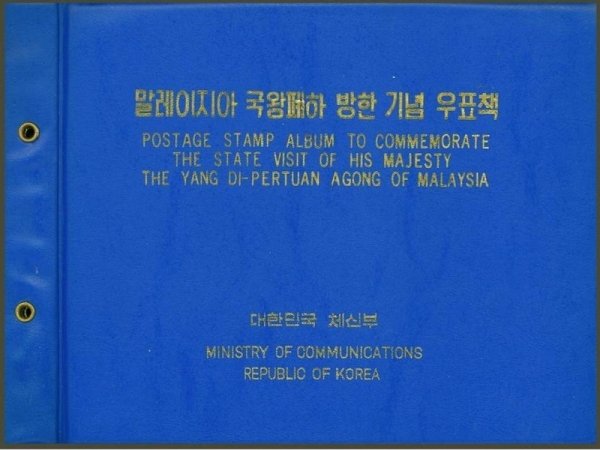 말레이지아 국왕폐하 방한 기념 우표책
POSTAGE STAMP ALBUM TO COMMEMORATE
THE STATE VISIT OF HIS MAJESTY
THE YANG DI-PERTUAN AGONG OF MALAYSIA
대한민국 체신부
MINISTRY OF COMMUNICATIONS
REPUBLIC OF KOREA